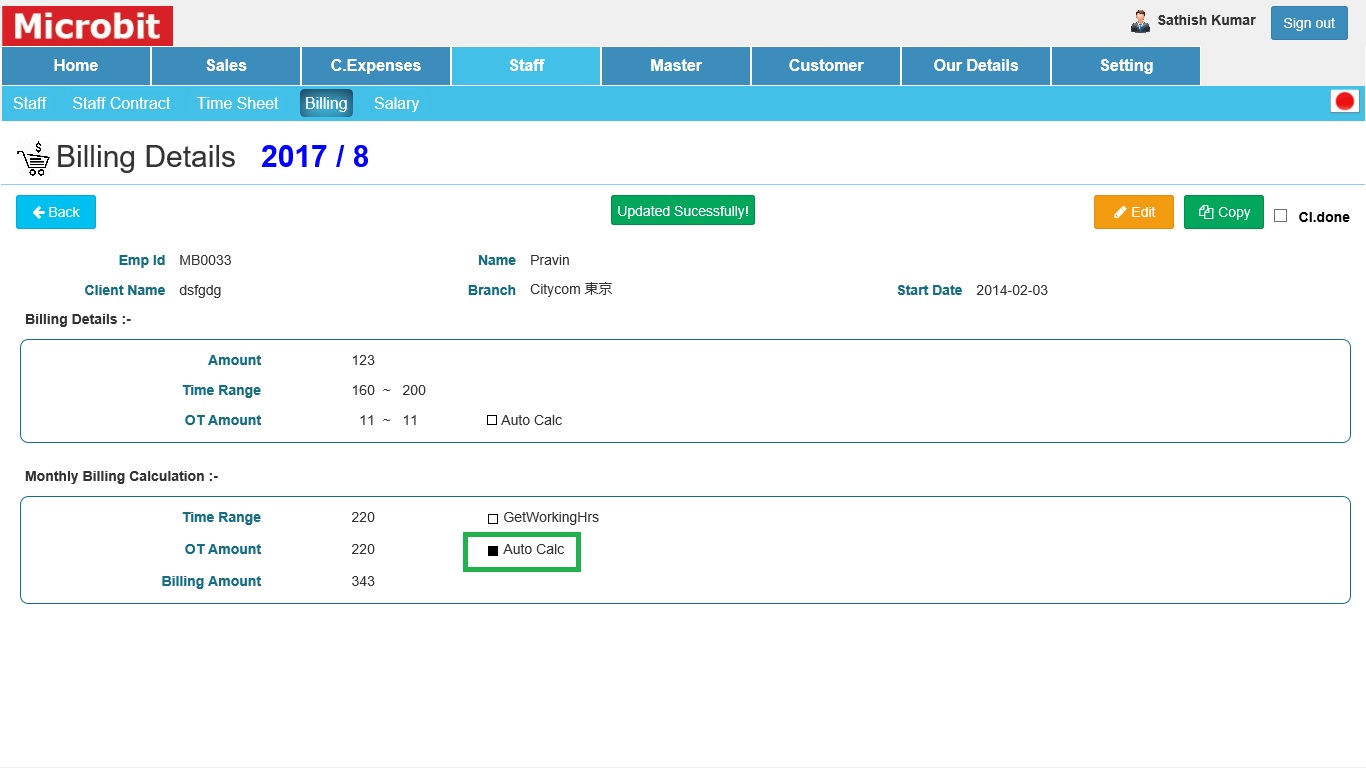 Microbit
Sathish Kumar
Sign out
Home Sales C.Expenses Staff Master Customer Our Details Setting
Staff Staff Contract Time Sheet Billing Salary
Billing Details 2017 / 8
Back Updated Sucessfully! Edit Copy Cl.done
Emp Id MB0033 Name Pravin
Client Name dsfgdg Branch Citycom 東京 Start Date 2014-02-03
Billing Details :-
Amount 123
Time Range 160 ~ 200
OT Amount 11 ~ 11 Auto Calc
Monthly Billing Calculation :-
Time Range 220 GetWorkingHrs
OT Amount 220 Auto Calc
Billing Amount 343